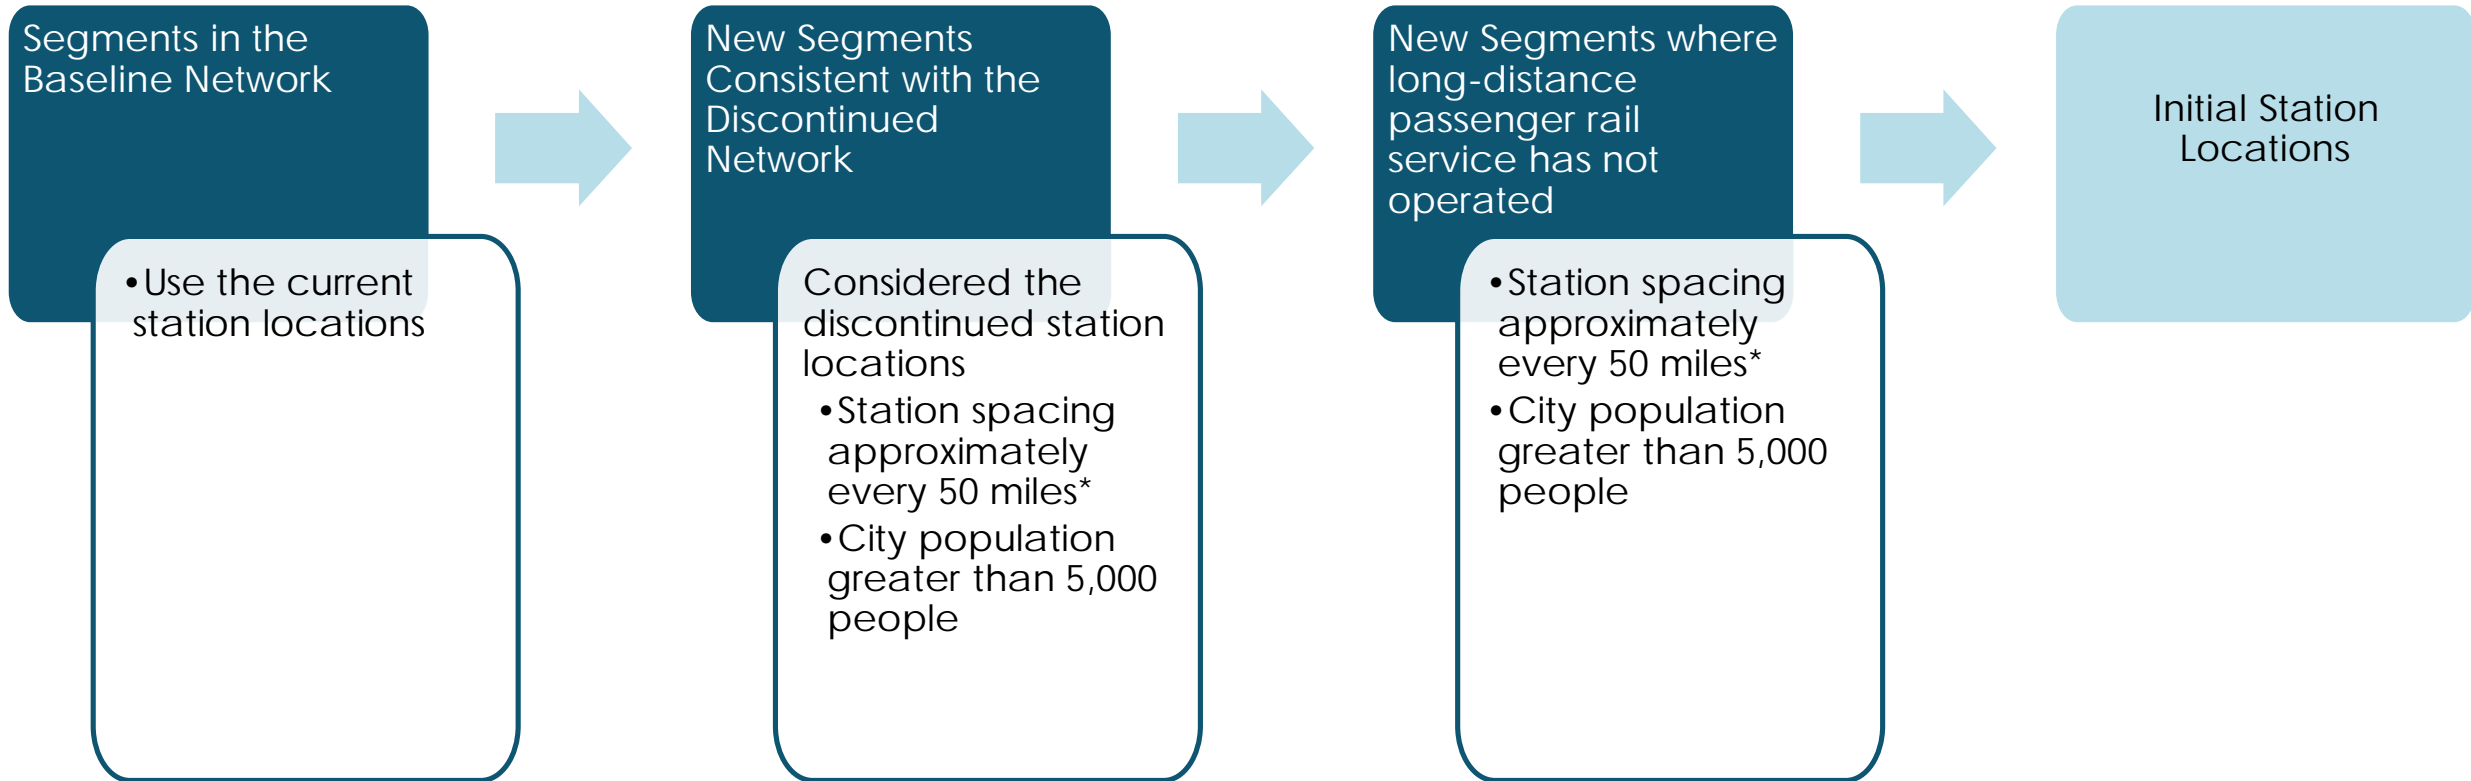 Segments in the
Baseline Network
•Use the current
station locations
New Segments
Consistent with the
Discontinued
Network
Considered the
discontinued station
locations
•Station spacing
approximately
every 50 miles*
•City population
greater than 5,000
people
New Segments where
long-distance
passenger rail
service has not
operated
•Station spacing
approximately
every 50 miles*
•City population
greater than 5,000
people
Initial Station
Locations